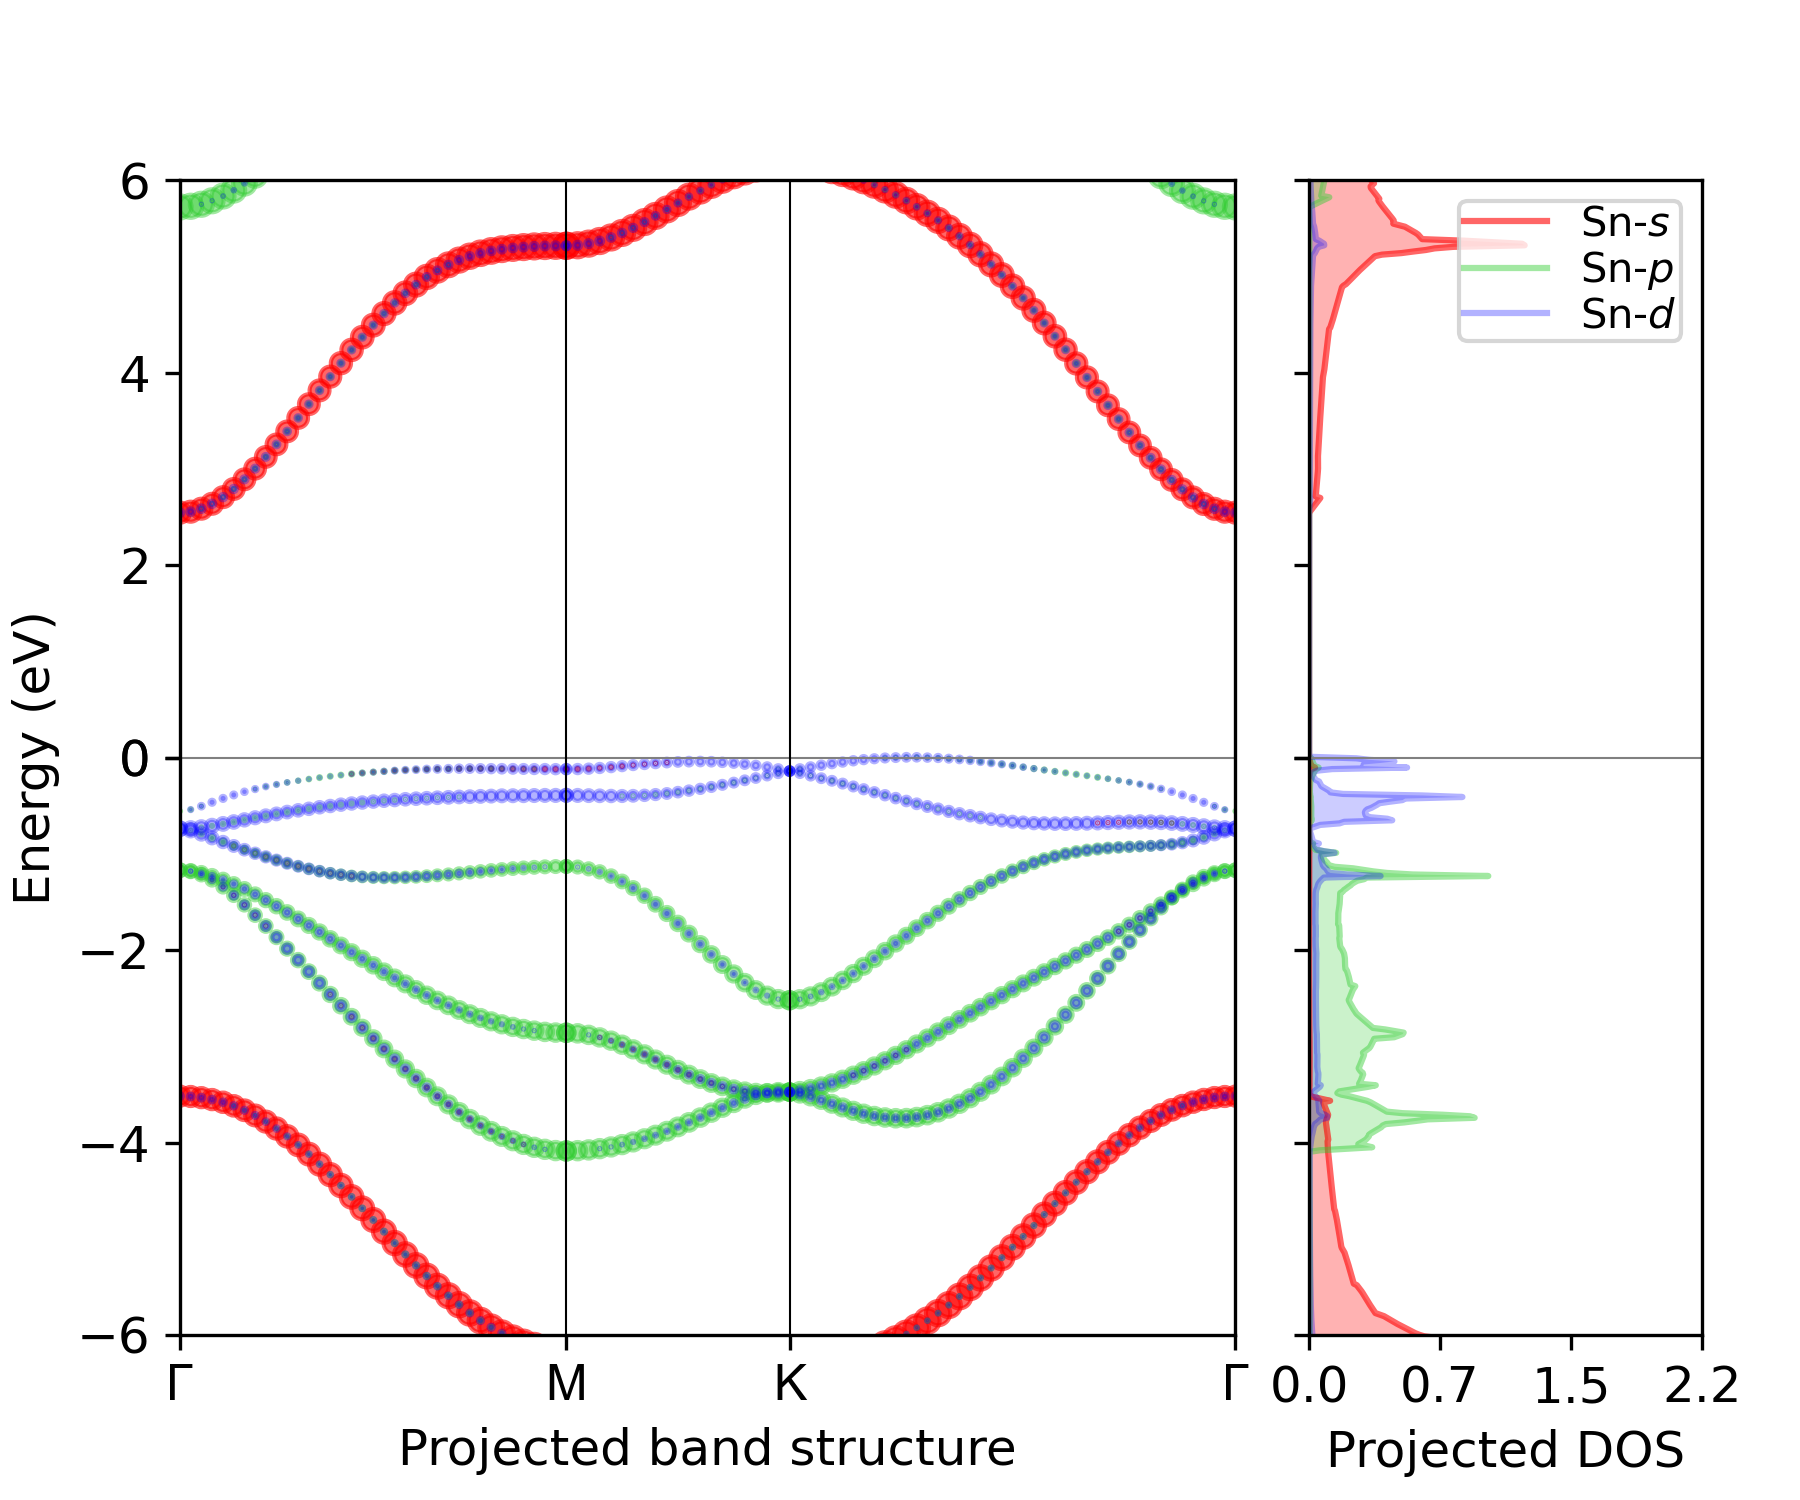 6
4
2
0
−2
−4
−6
Energy (eV)
Γ M K Γ
Projected band structure
Sn-s
Sn-p
Sn-d
0.0 0.7 1.5 2.2
Projected DOS